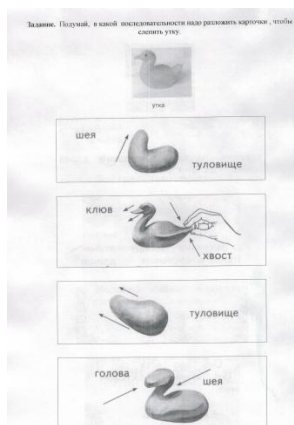 Задание. Подумай, в какой последовательности надо разложить карточки , чтобы
слепить утку.
утка
шея
туловище
клюв
хвост
туловище
голова
шея